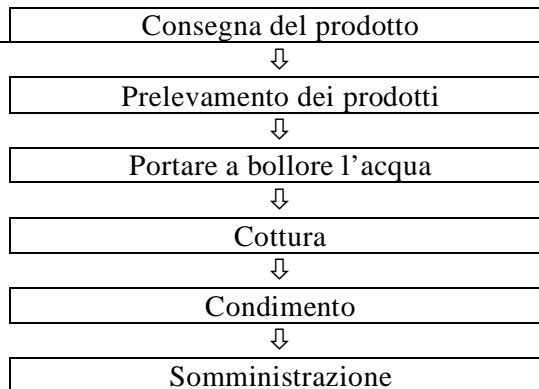 Consegna del prodotto
⇩
Prelevamento dei prodotti
⇩
Portare a bollore l’acqua
⇩
Cottura
⇩
Condimento
⇩
Somministrazione